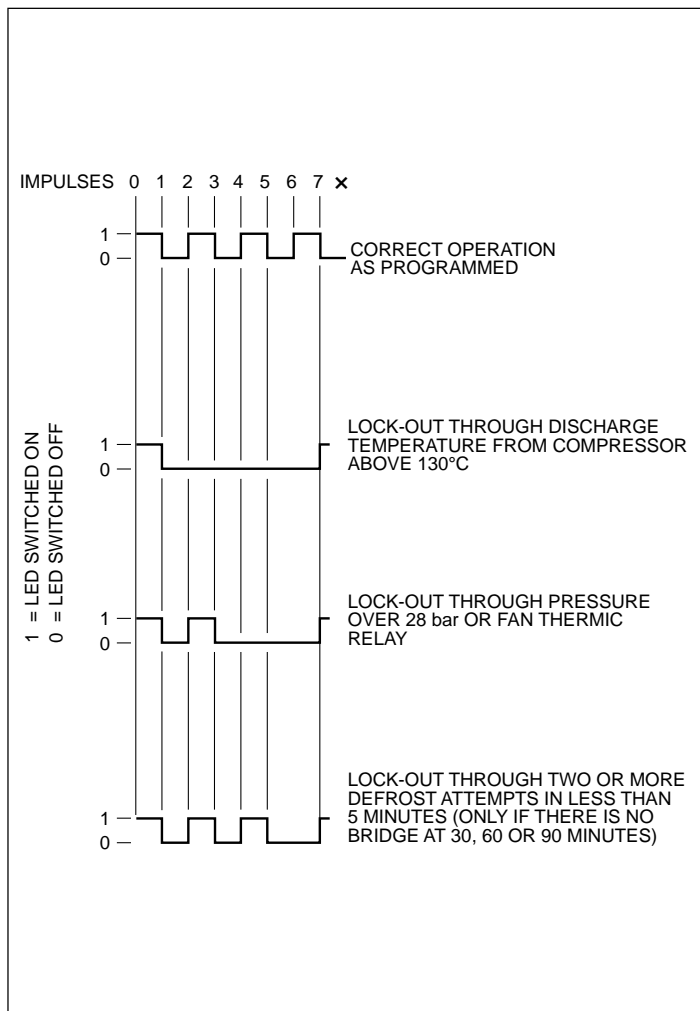 IMPULSES 0 1 2 3 4 5 6 7 ×
1
0
CORRECT OPERATION
AS PROGRAMMED
1 = LED SWITCHED ON
0 = LED SWITCHED OFF
1
0
LOCK-OUT THROUGH DISCHARGE
TEMPERATURE FROM COMPRESSOR
ABOVE 130°C
1
0
LOCK-OUT THROUGH PRESSURE
OVER 28 bar OR FAN THERMIC
RELAY
1
0
LOCK-OUT THROUGH TWO OR MORE
DEFROST ATTEMPTS IN LESS THAN
5 MINUTES (ONLY IF THERE IS NO
BRIDGE AT 30, 60 OR 90 MINUTES)